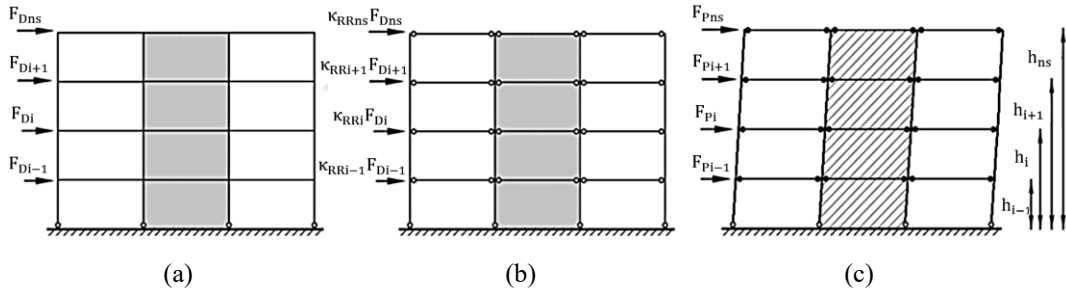 F_Dns
F_Di+1
F_Di
F_Di−1
κ_RRns F_Dns
κ_RRi+1 F_Di+1
κ_RRi F_Di
κ_RRi−1 F_Di−1
F_Pns
F_Pi+1
F_Pi
F_Pi−1
h_ns
h_i+1
h_i
h_i−1
(a)
(b)
(c)